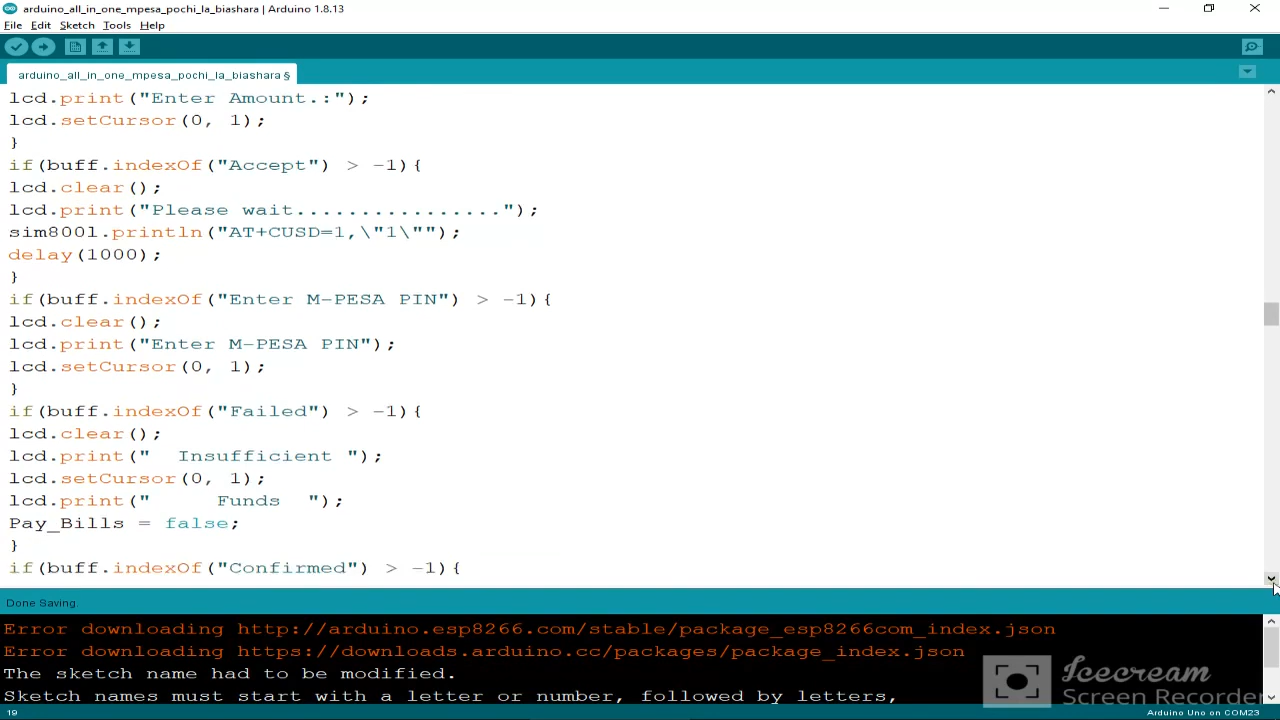 arduino_all_in_one_mpesa_pochi_la_biashara | Arduino 1.8.13
File Edit Sketch Tools Help
arduino_all_in_one_mpesa_pochi_la_biashara §
lcd.print("Enter Amount.:");
lcd.setCursor(0, 1);
}
if(buff.indexOf("Accept") > -1){
lcd.clear();
lcd.print("Please wait................");
sim800l.println("AT+CUSD=1,\"1\"");
delay(1000);
}
if(buff.indexOf("Enter M-PESA PIN") > -1){
lcd.clear();
lcd.print("Enter M-PESA PIN");
lcd.setCursor(0, 1);
}
if(buff.indexOf("Failed") > -1){
lcd.clear();
lcd.print("  Insufficient ");
lcd.setCursor(0, 1);
lcd.print("     Funds  ");
Pay_Bills = false;
}
if(buff.indexOf("Confirmed") > -1){
Done Saving.
Error downloading http://arduino.esp8266.com/stable/package_esp8266com_index.json
Error downloading https://downloads.arduino.cc/packages/package_index.json
The sketch name had to be modified.
Sketch names must start with a letter or number, followed by letters,
Icecream
Screen Recorder
19
Arduino Uno on COM23